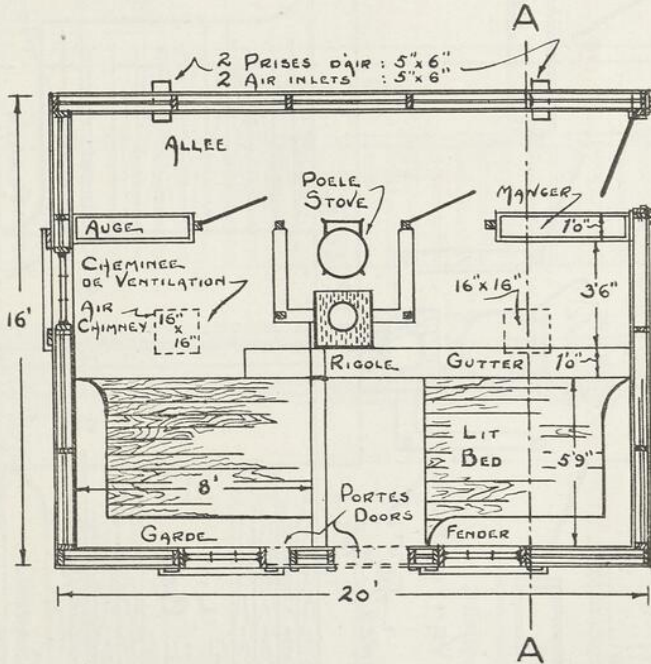 A
2 PRISES D'AIR : 5"x6"
2 AIR INLETS : 5"x6"
ALLEE
POELE
STOVE
MANGER
AUGE
1'0"
CHEMINEE
DE VENTILATION
AIR
CHIMNEY
16"
x
16"
16"x16"
3'6"
16'
RIGOLE GUTTER 1'0"
LIT
BED
5'9"
8'
PORTES
DOORS
GARDE
FENDER
20'
A